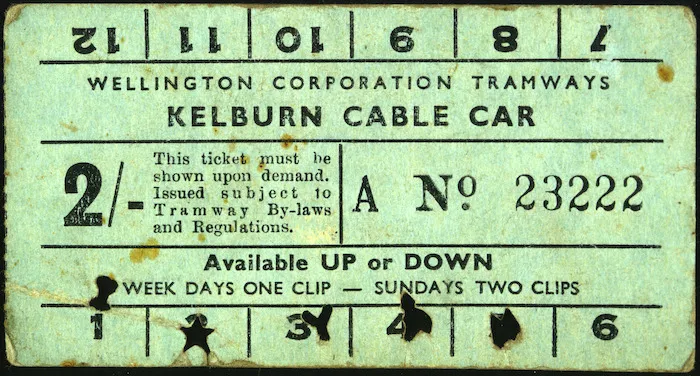 12 11 10 9 8 7
WELLINGTON CORPORATION TRAMWAYS
KELBURN CABLE CAR
2/-
This ticket must be
shown upon demand.
Issued subject to
Tramway By-laws
and Regulations.
A No 23222
Available UP or DOWN
WEEK DAYS ONE CLIP — SUNDAYS TWO CLIPS
1 3 4 6